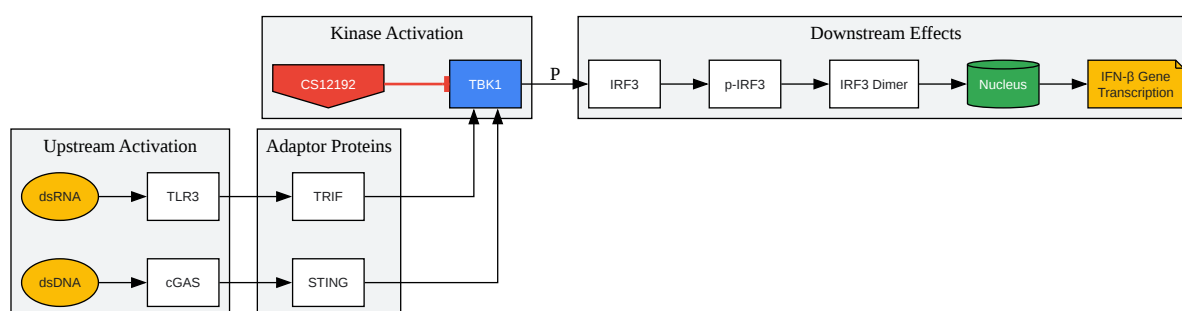 Kinase Activation
CS12192
TBK1
P
Downstream Effects
IRF3
p-IRF3
IRF3 Dimer
Nucleus
IFN-β Gene
Transcription
Upstream Activation
dsRNA
TLR3
dsDNA
cGAS
Adaptor Proteins
TRIF
STING